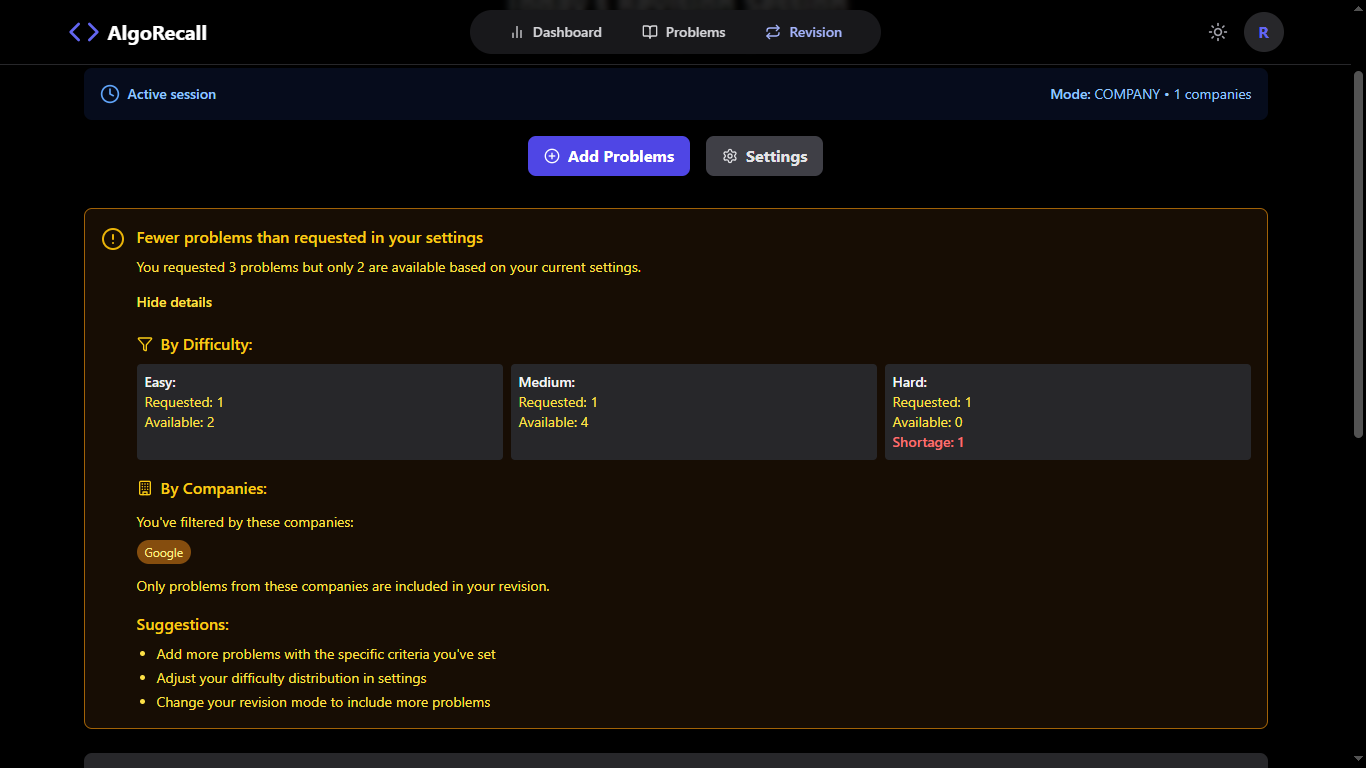 AlgoRecall
Dashboard
Problems
Revision
R
Active session
Mode: COMPANY • 1 companies
Add Problems
Settings
Fewer problems than requested in your settings
You requested 3 problems but only 2 are available based on your current settings.
Hide details
By Difficulty:
Easy:
Requested: 1
Available: 2
Medium:
Requested: 1
Available: 4
Hard:
Requested: 1
Available: 0
Shortage: 1
By Companies:
You've filtered by these companies:
Google
Only problems from these companies are included in your revision.
Suggestions:
• Add more problems with the specific criteria you've set
• Adjust your difficulty distribution in settings
• Change your revision mode to include more problems